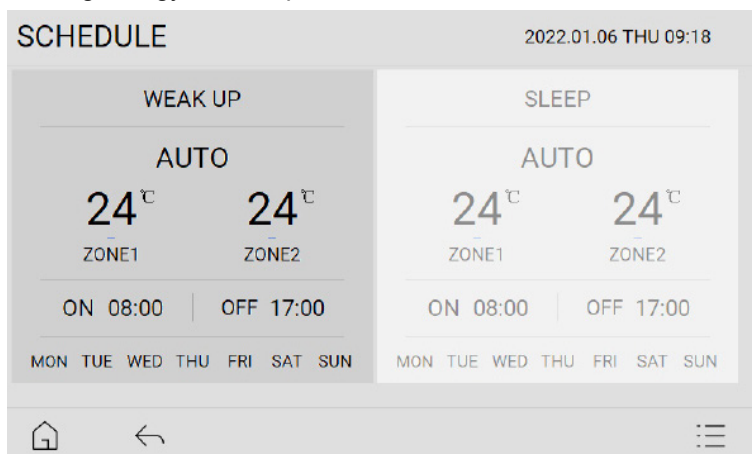 SCHEDULE
2022.01.06 THU 09:18
WEAK UP
AUTO
24℃ 24℃
ZONE1 ZONE2
ON 08:00 OFF 17:00
MON TUE WED THU FRI SAT SUN
SLEEP
AUTO
24℃ 24℃
ZONE1 ZONE2
ON 08:00 OFF 17:00
MON TUE WED THU FRI SAT SUN